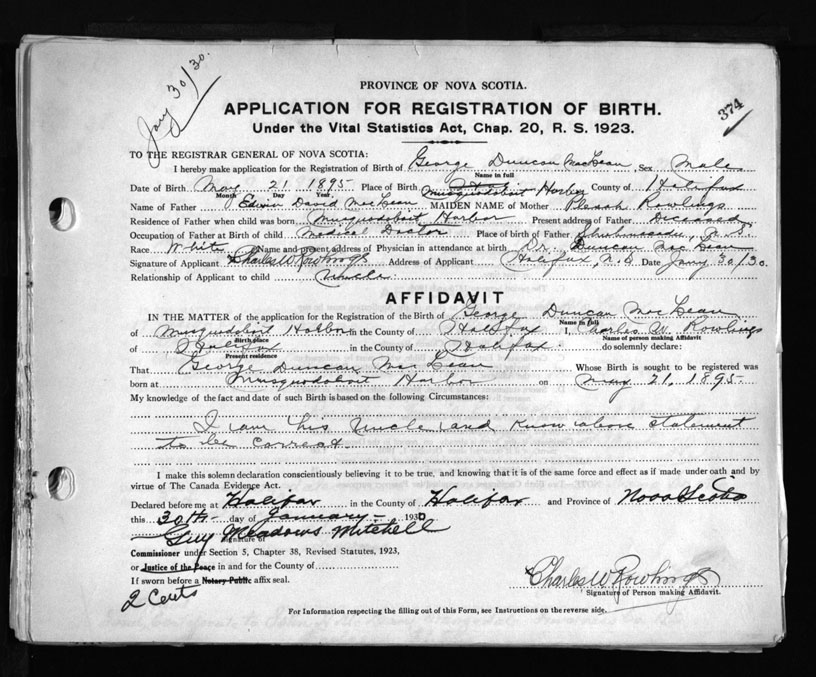 Jany 30/30.
374
PROVINCE OF NOVA SCOTIA.
APPLICATION FOR REGISTRATION OF BIRTH.
Under the Vital Statistics Act, Chap. 20, R. S. 1923.
TO THE REGISTRAR GENERAL OF NOVA SCOTIA:
I hereby make application for the Registration of Birth of George Duncan MacLean Sex Male
Name in full
Date of Birth May 21 1895 Place of Birth Musquodoboit Harbor County of Halifax
Month Day Year
Name of Father Edwin David MacLean MAIDEN NAME of Mother Rowlings
Residence of Father when child was born Musquodoboit Harbor Present address of Father Deceased
Occupation of Father at Birth of child Medical Doctor Place of birth of Father Shubenacadie, N. S.
Race White Name and present address of Physician in attendance at birth Dr. Duncan MacLean
Signature of Applicant Charles W Rowlings Address of Applicant Halifax, N.S Date Jany 30/30.
Relationship of Applicant to child Uncle
AFFIDAVIT
IN THE MATTER of the application for the Registration of the Birth of George Duncan MacLean
Name in full
of Musquodoboit Harbor in the County of Halifax I, Charles W. Rowlings
Birth place Name of person making Affidavit
of Halifax in the County of Halifax do solemnly declare:
Present residence
That George Duncan MacLean Whose Birth is sought to be registered was
born at Musquodoboit Harbor on May 21, 1895
My knowledge of the fact and date of such Birth is based on the following Circumstances:
I am his Uncle and know above statement
to be correct
I make this solemn declaration conscientiously believing it to be true, and knowing that it is of the same force and effect as if made under oath and by
virtue of The Canada Evidence Act.
Declared before me at Halifax in the County of Halifax and Province of Nova Scotia
this 30th day of January 1930
Guy Meadows Mitchell
Signature of
Commissioner under Section 5, Chapter 38, Revised Statutes, 1923,
or Justice of the Peace in and for the County of
If sworn before a Notary Public affix seal.
2 Cents
Charles W Rowlings
Signature of Person making Affidavit.
For Information respecting the filling out of this Form, see Instructions on the reverse side.